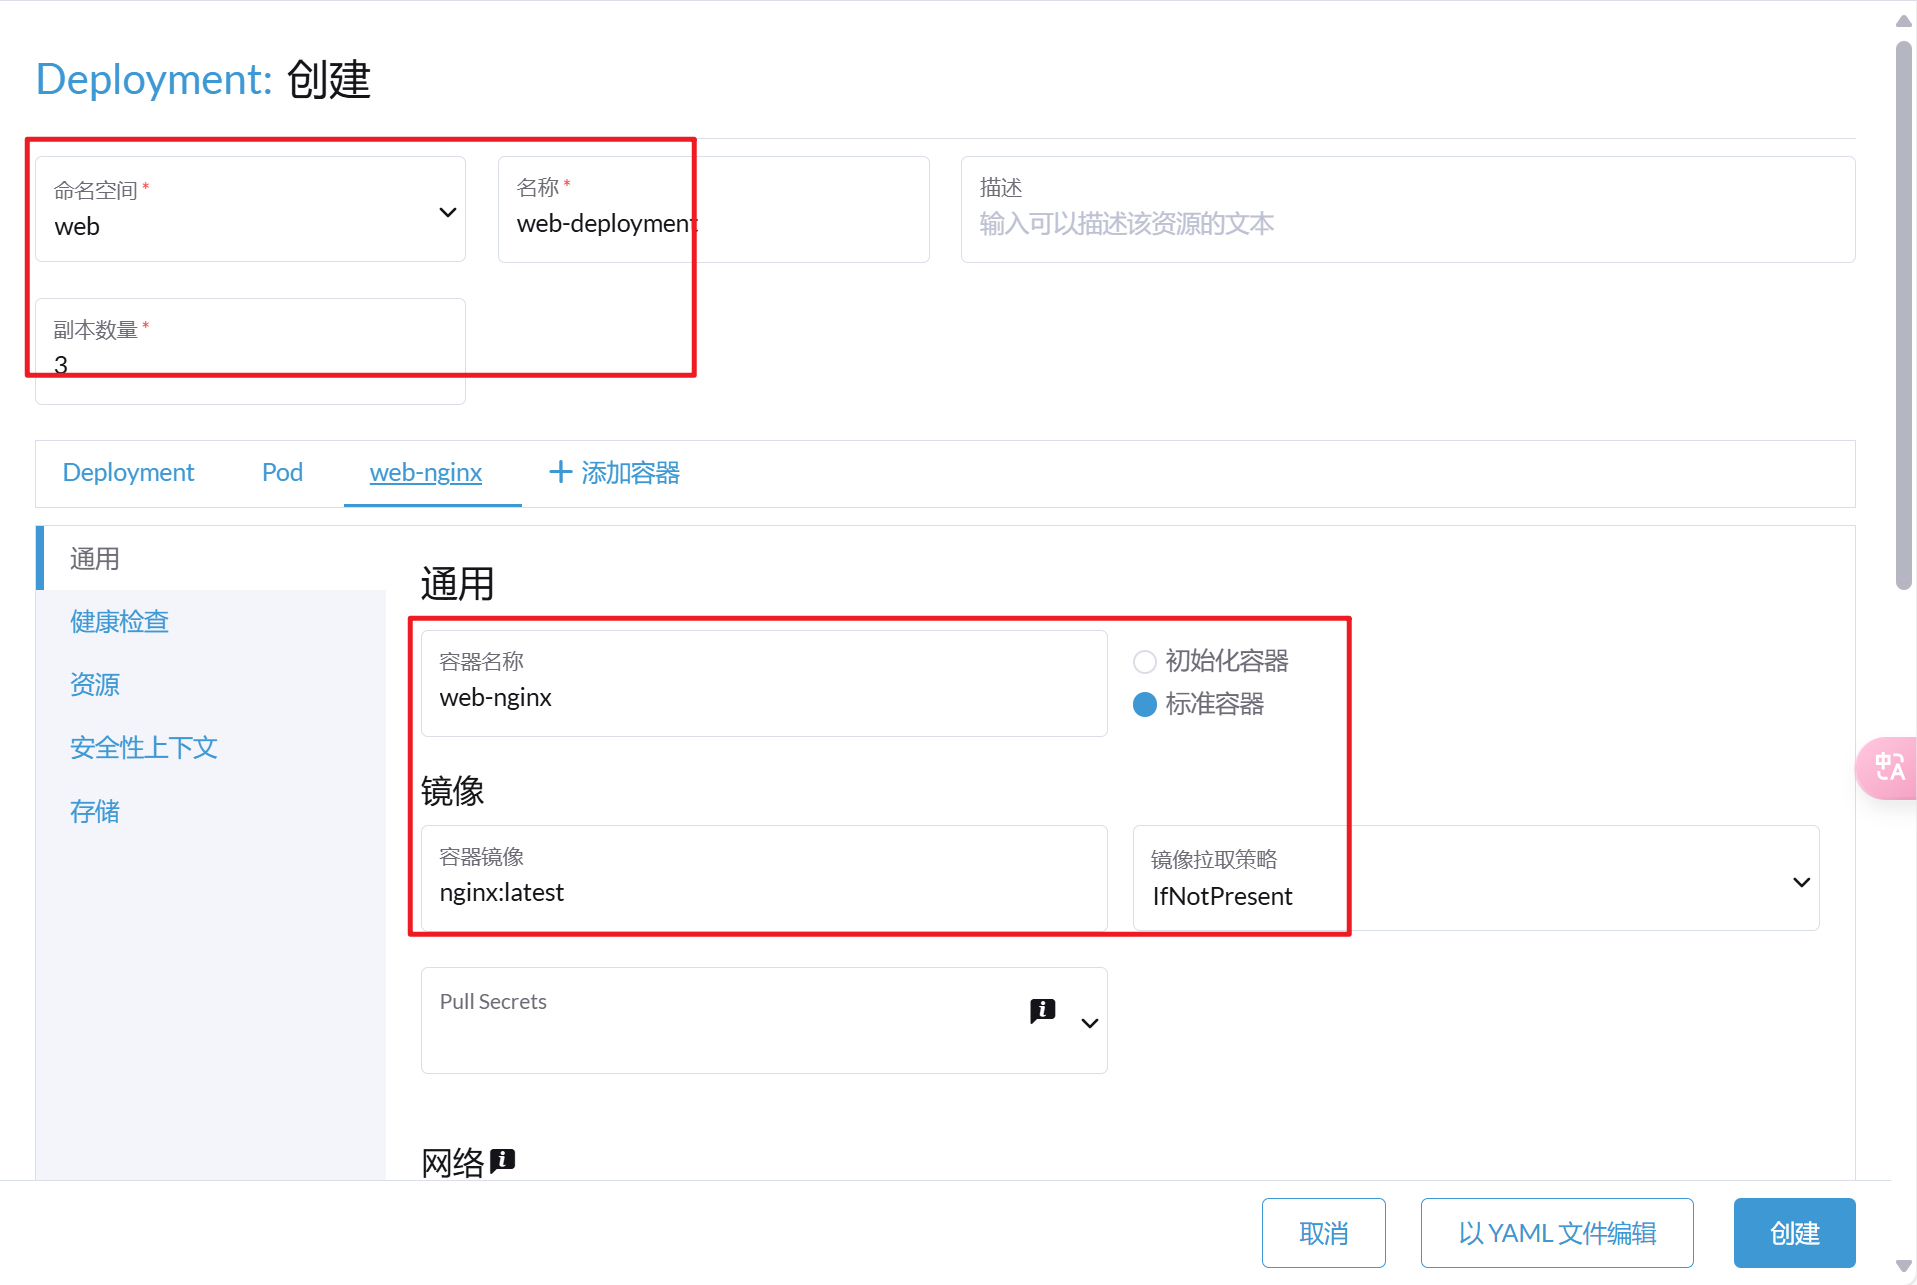 Deployment: 创建
命名空间 *
web
名称 *
web-deployment
描述
输入可以描述该资源的文本
副本数量 *
3
Deployment
Pod
web-nginx
+ 添加容器
通用
健康检查
资源
安全性上下文
存储
通用
容器名称
web-nginx
初始化容器
标准容器
镜像
容器镜像
nginx:latest
镜像拉取策略
IfNotPresent
Pull Secrets
网络
取消
以 YAML 文件编辑
创建
中A